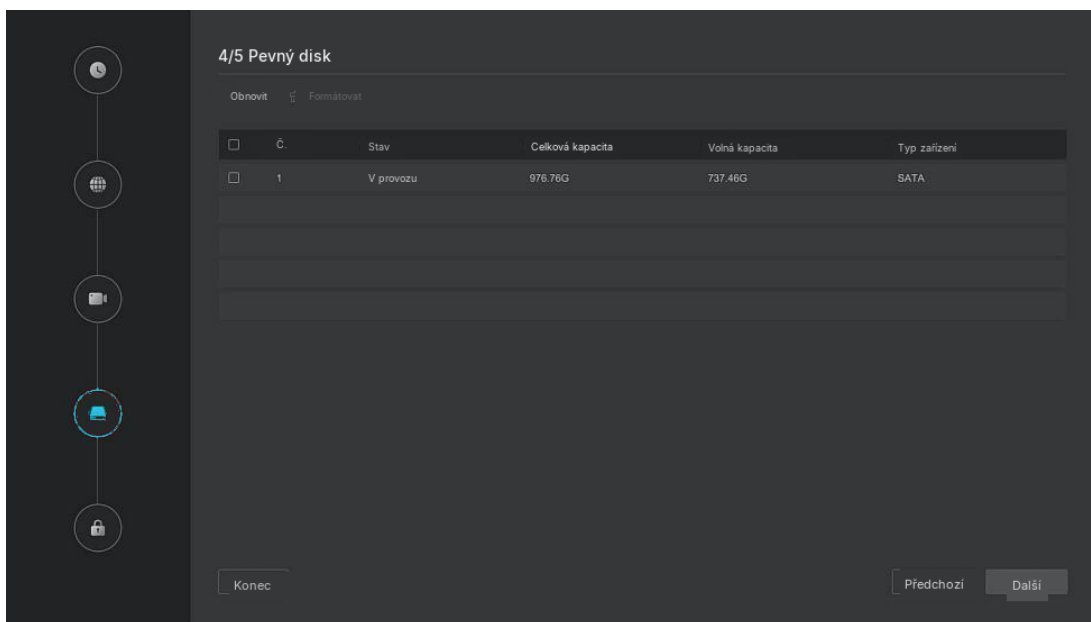 4/5 Pevný disk
Obnovit Formátovat
Č. Stav Celková kapacita Volná kapacita Typ zařízení
1 V provozu 976.76G 737.46G SATA
Konec Předchozí Další